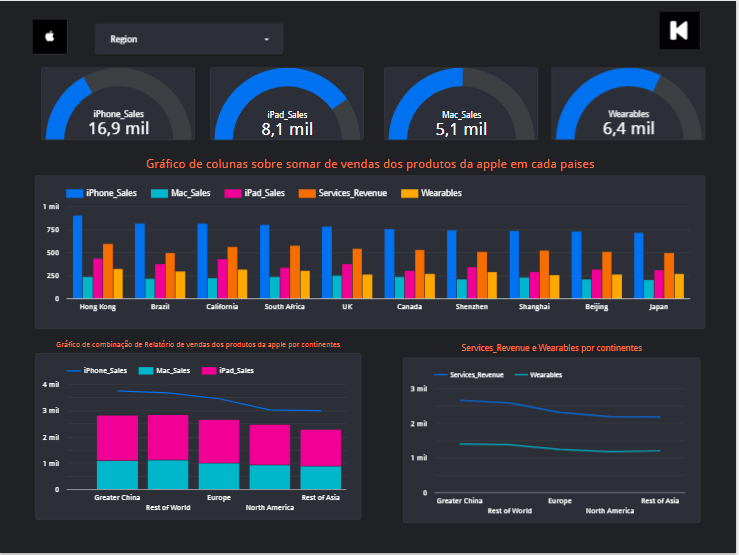 Region
iPhone_Sales
16,9 mil
iPad_Sales
8,1 mil
Mac_Sales
5,1 mil
Wearables
6,4 mil
Gráfico de colunas sobre somar de vendas dos produtos da apple em cada paises
iPhone_Sales Mac_Sales iPad_Sales Services_Revenue Wearables
1 mil
750
500
250
0
Hong Kong Brazil California South Africa UK Canada Shenzhen Shanghai Beijing Japan
Gráfico de combinação de Relatório de vendas dos produtos da apple por continentes
iPhone_Sales Mac_Sales iPad_Sales
4 mil
3 mil
2 mil
1 mil
0
Greater China Europe Rest of Asia
Rest of World North America
Services_Revenue e Wearables por continentes
Services_Revenue Wearables
3 mil
2 mil
1 mil
0
Greater China Europe Rest of Asia
Rest of World North America